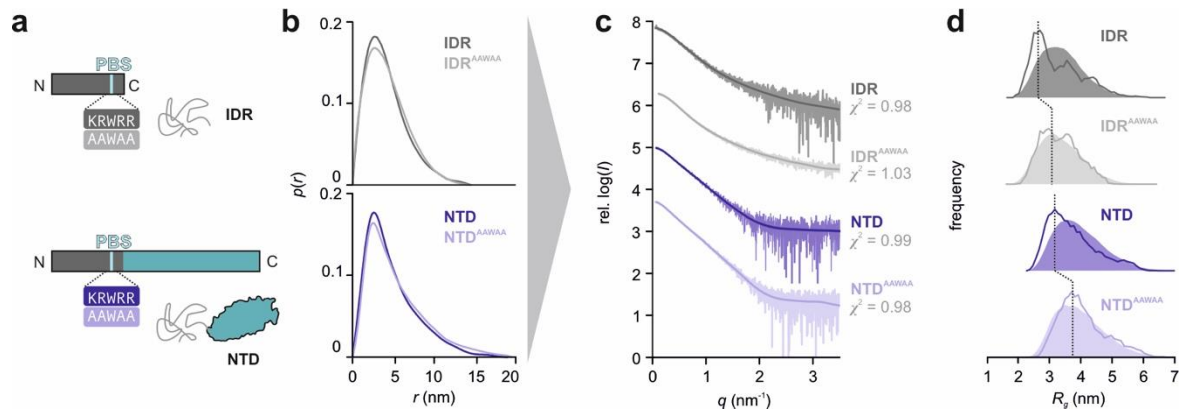 a
PBS
N
C
KRWRR
AAWAA
IDR
PBS
N
C
KRWRR
AAWAA
NTD
b
0.2
IDR
IDR^AAWAA
0.1
0
p(r)
0.2
NTD
NTD^AAWAA
0.1
0
0 5 10 15 20
r (nm)
c
8
7
6
5
4
3
2
1
0
rel. log(I)
IDR
χ² = 0.98
IDR^AAWAA
χ² = 1.03
NTD
χ² = 0.99
NTD^AAWAA
χ² = 0.98
0 1 2 3
q (nm⁻¹)
d
frequency
IDR
IDR^AAWAA
NTD
NTD^AAWAA
1 2 3 4 5 6 7
Rg (nm)